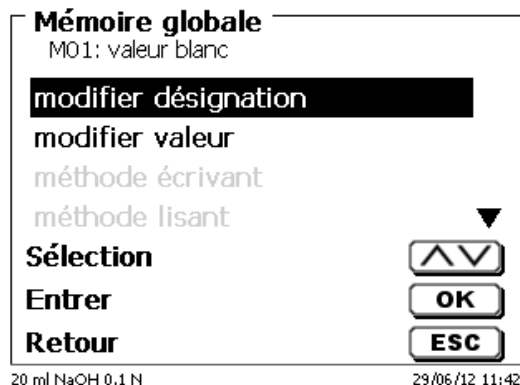 Mémoire globale
M01: valeur blanc
modifier désignation
modifier valeur
méthode écrivant
méthode lisant
Sélection
Entrer OK
Retour ESC
20 ml NaOH 0.1 N 29/06/12 11:42